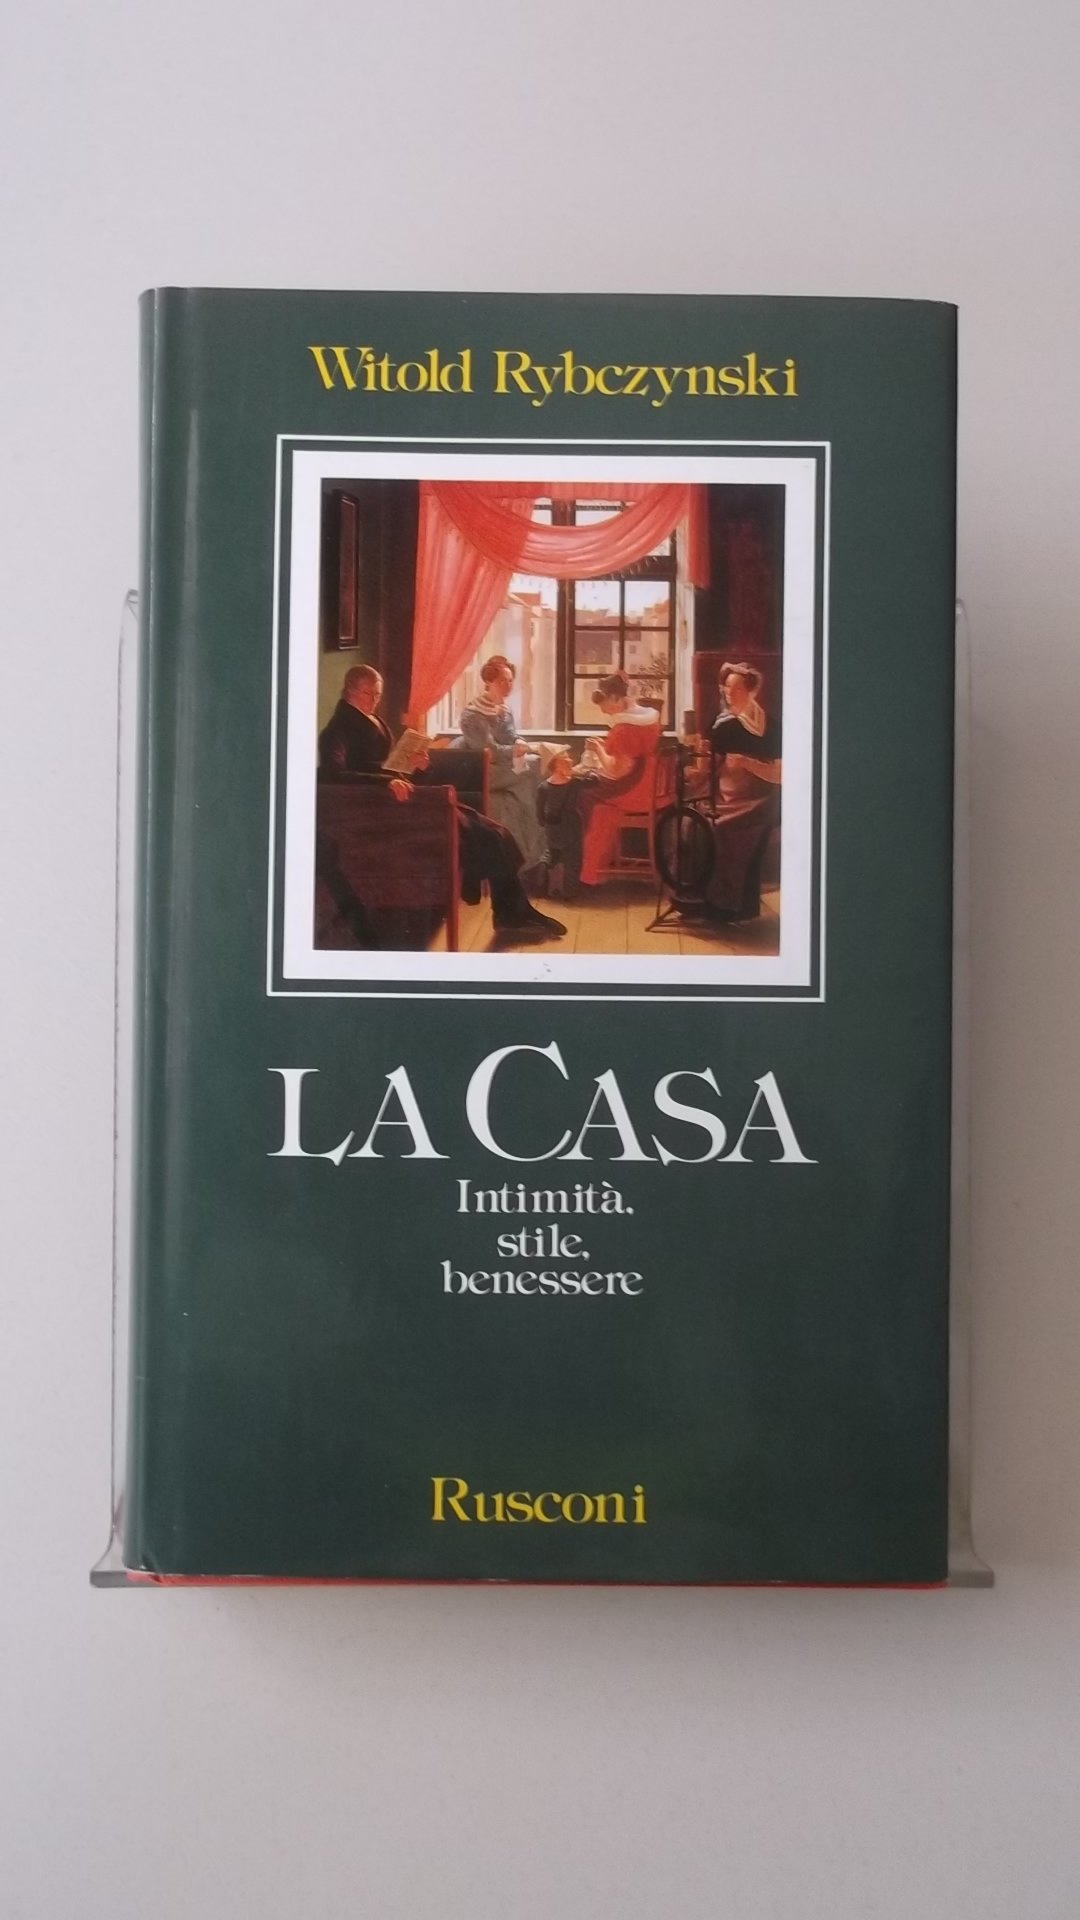 Witold Rybczynski
LA CASA
Intimità,
stile,
benessere
Rusconi